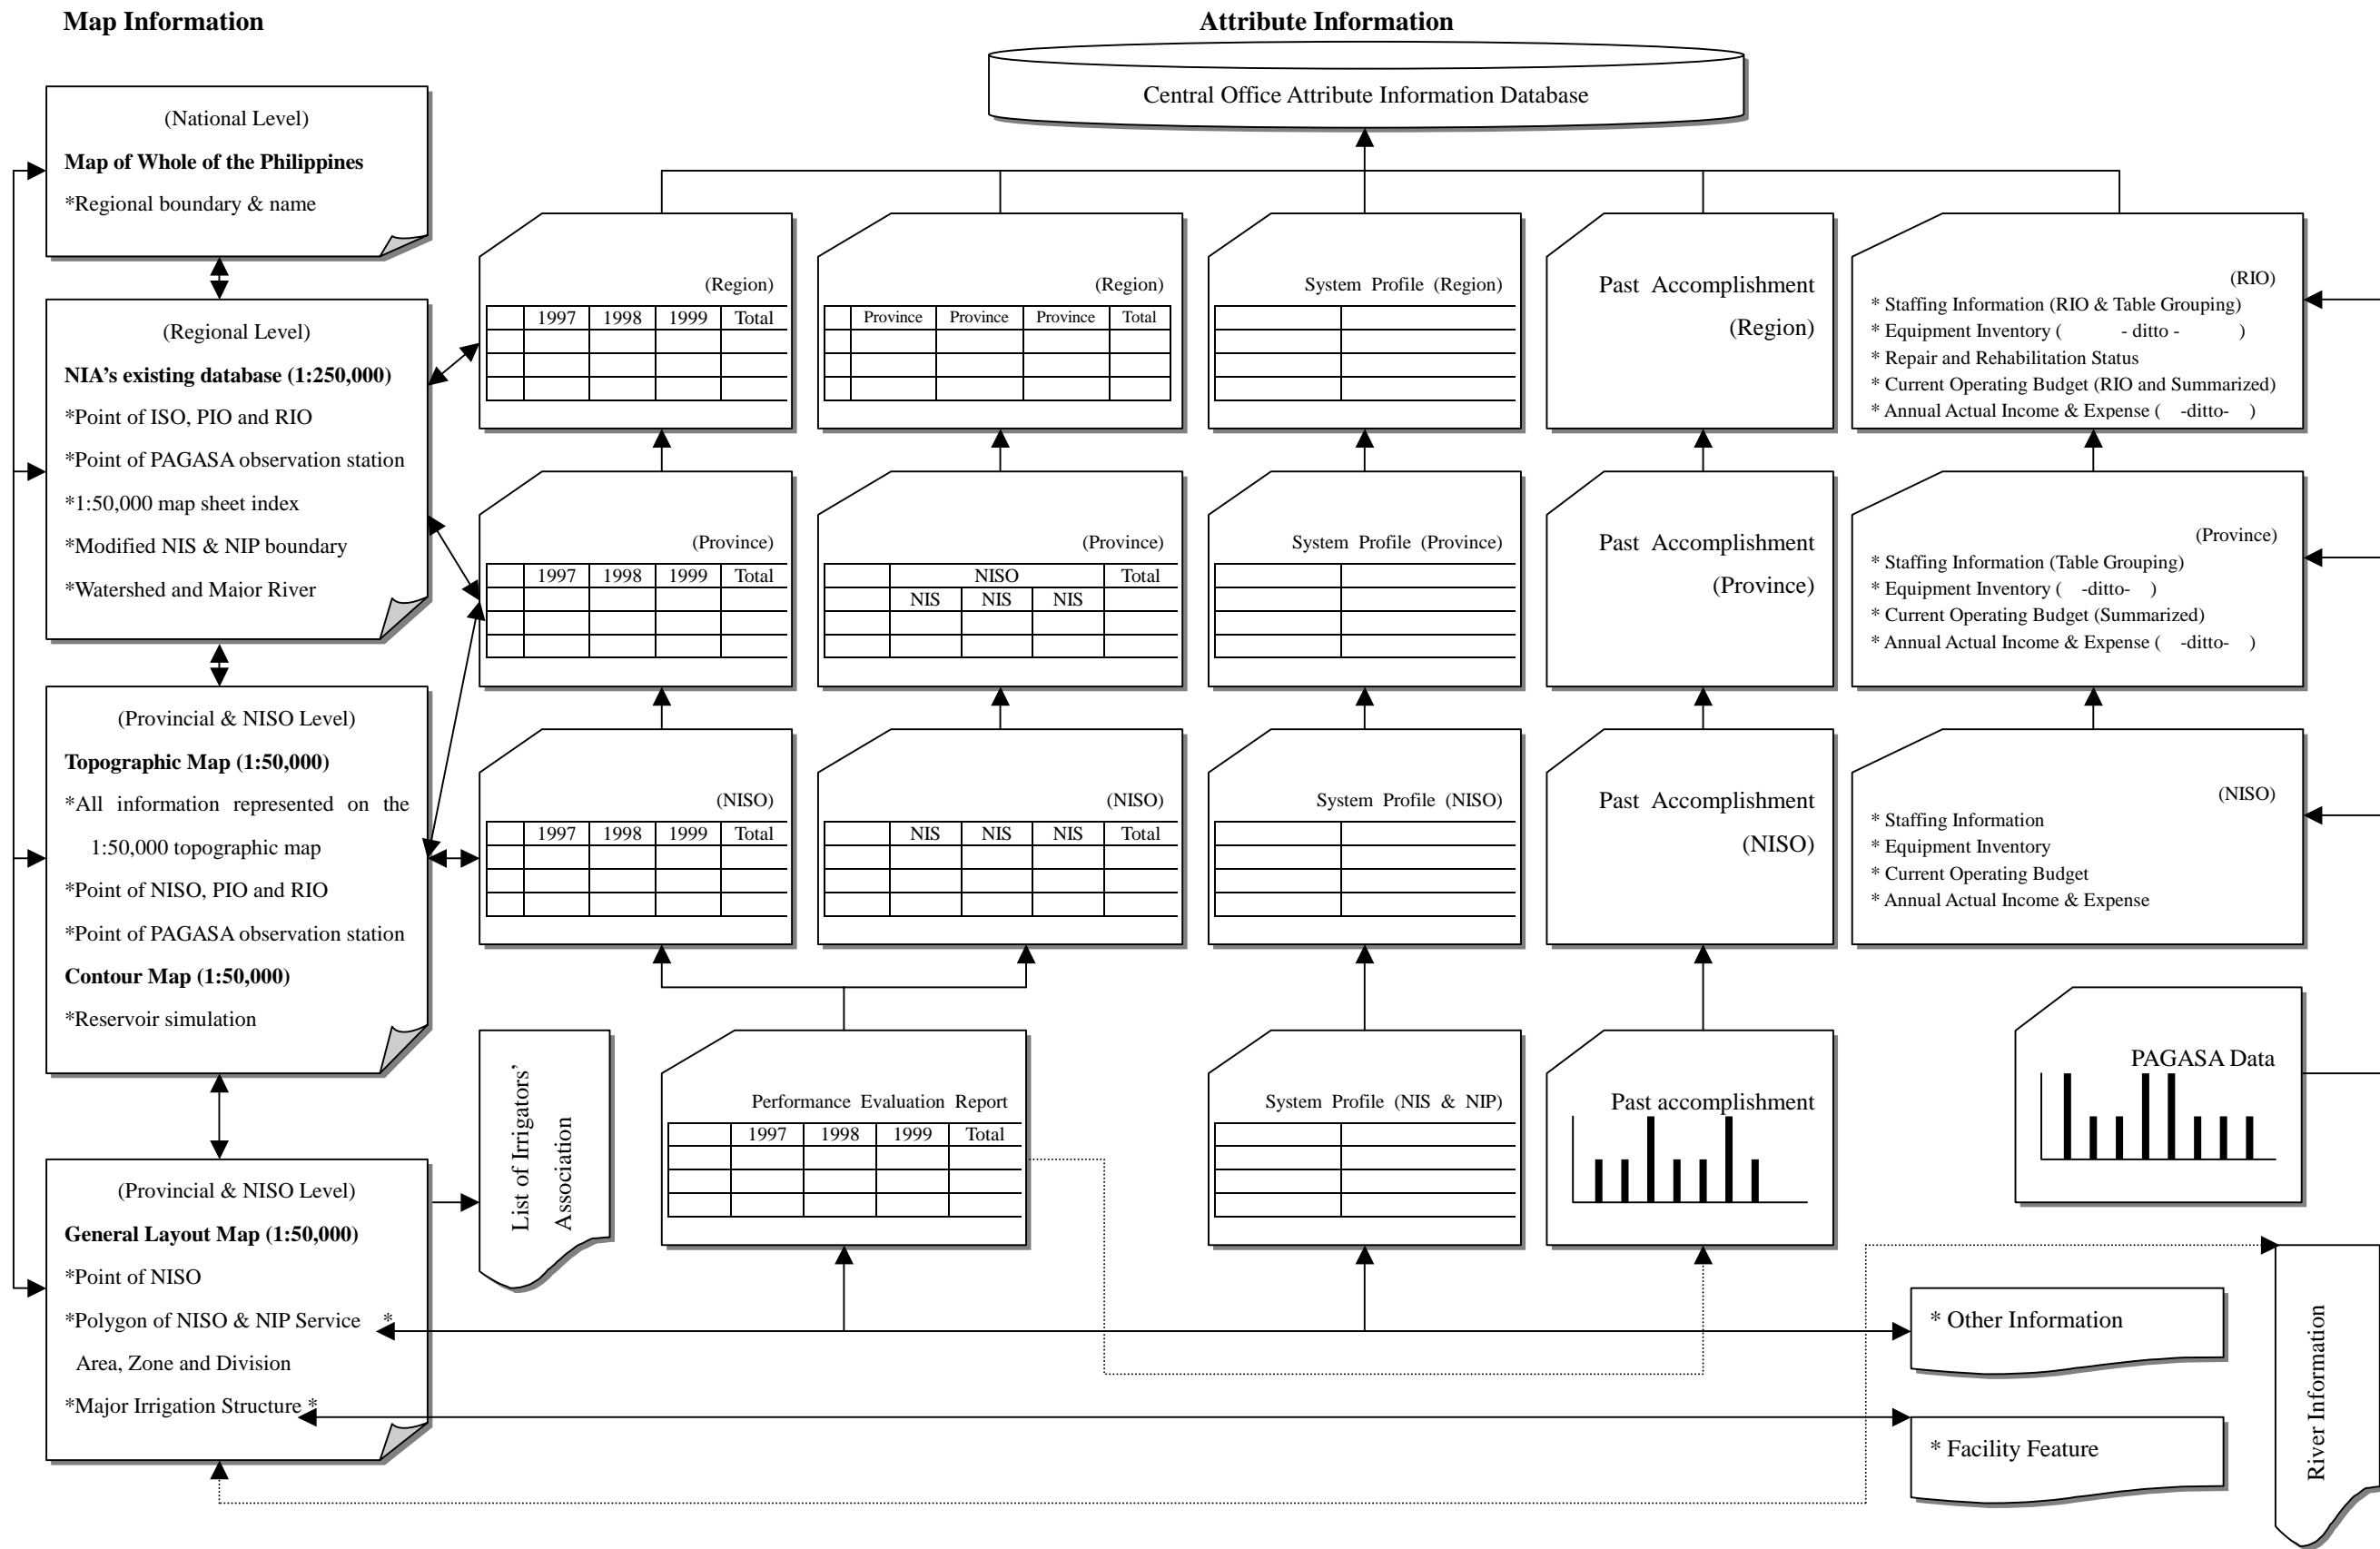 Map Information
Attribute Information
Central Office Attribute Information Database
(National Level)
Map of Whole of the Philippines
*Regional boundary & name
(Regional Level)
NIA's existing database (1:250,000)
*Point of ISO, PIO and RIO
*Point of PAGASA observation station
*1:50,000 map sheet index
*Modified NIS & NIP boundary
*Watershed and Major River
(Provincial & NISO Level)
Topographic Map (1:50,000)
*All information represented on the
1:50,000 topographic map
*Point of NISO, PIO and RIO
*Point of PAGASA observation station
Contour Map (1:50,000)
*Reservoir simulation
(Provincial & NISO Level)
General Layout Map (1:50,000)
*Point of NISO
*Polygon of NISO & NIP Service *
Area, Zone and Division
*Major Irrigation Structure *
(Region)
1997 1998 1999 Total
(Region)
Province Province Province Total
System Profile (Region)
Past Accomplishment
(Region)
(RIO)
* Staffing Information (RIO & Table Grouping)
* Equipment Inventory ( - ditto - )
* Repair and Rehabilitation Status
* Current Operating Budget (RIO and Summarized)
* Annual Actual Income & Expense ( -ditto- )
(Province)
1997 1998 1999 Total
(Province)
NISO Total
NIS NIS NIS
System Profile (Province)
Past Accomplishment
(Province)
(Province)
* Staffing Information (Table Grouping)
* Equipment Inventory ( -ditto- )
* Current Operating Budget (Summarized)
* Annual Actual Income & Expense ( -ditto- )
(NISO)
1997 1998 1999 Total
(NISO)
NIS NIS NIS Total
System Profile (NISO)
Past Accomplishment
(NISO)
(NISO)
* Staffing Information
* Equipment Inventory
* Current Operating Budget
* Annual Actual Income & Expense
List of Irrigators'
Association
Performance Evaluation Report
1997 1998 1999 Total
System Profile (NIS & NIP)
Past accomplishment
PAGASA Data
* Other Information
* Facility Feature
River Information